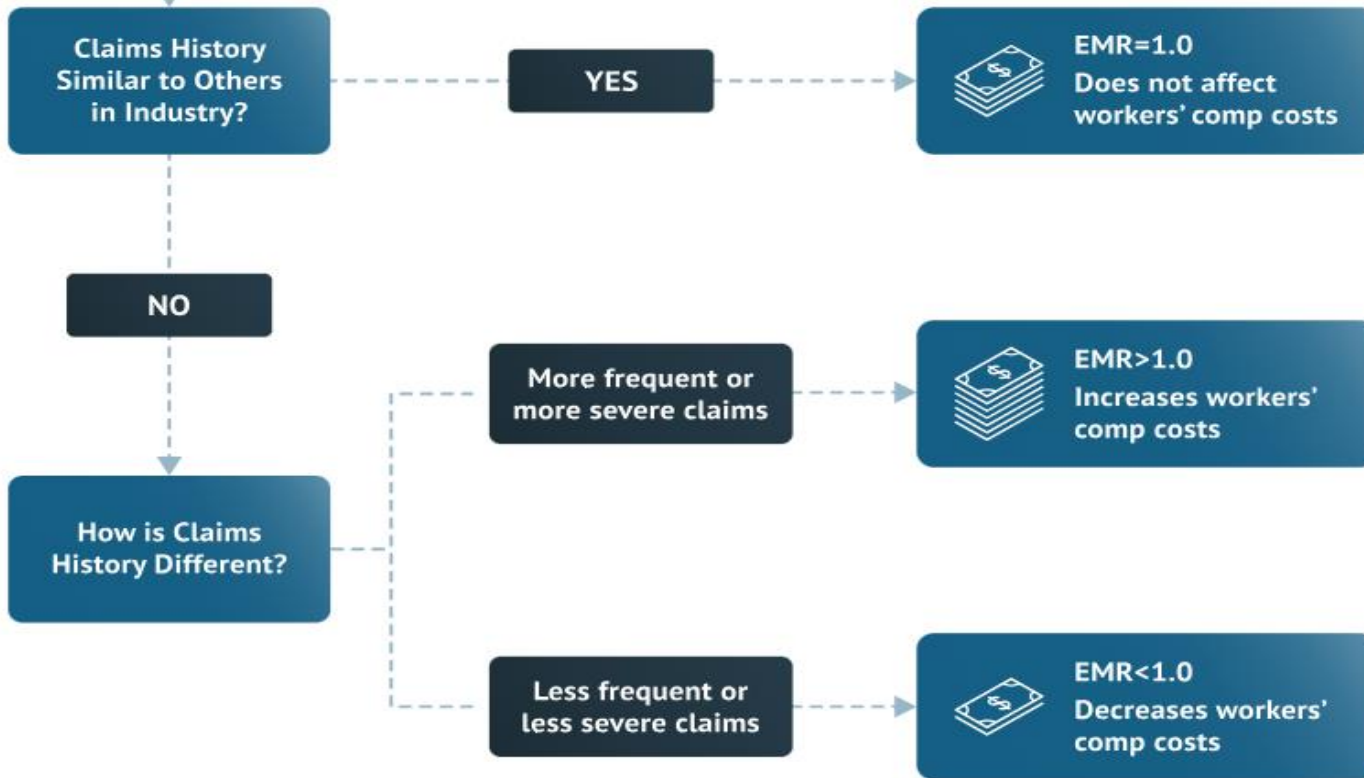 Claims History
Similar to Others
in Industry?
YES
EMR=1.0
Does not affect
workers’ comp costs
NO
More frequent or
more severe claims
EMR>1.0
Increases workers’
comp costs
How is Claims
History Different?
Less frequent or
less severe claims
EMR<1.0
Decreases workers’
comp costs